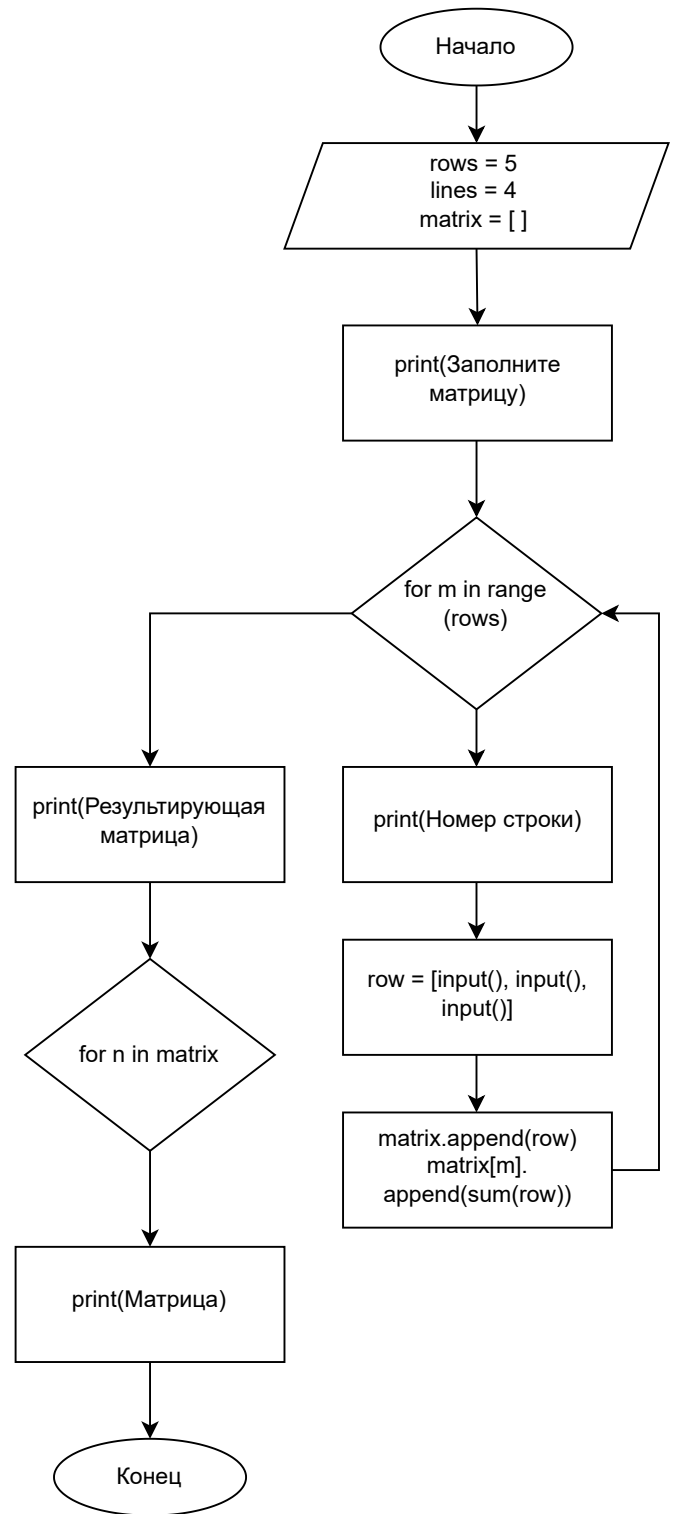 Начало
rows = 5
lines = 4
matrix = [ ]
print(Заполните
матрицу)
for m in range
(rows)
print(Результирующая
матрица)
print(Номер строки)
row = [input(), input(),
input()]
for n in matrix
matrix.append(row)
matrix[m].
append(sum(row))
print(Матрица)
Конец